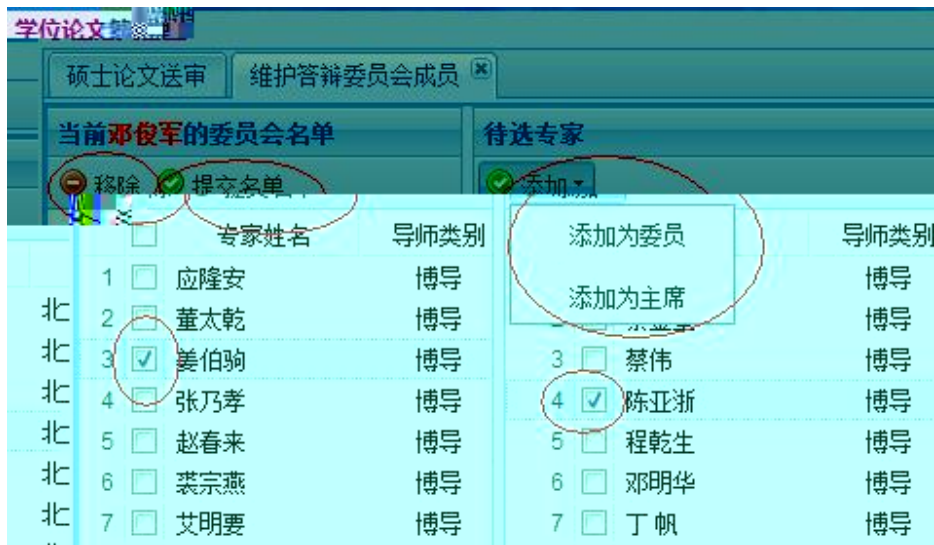 学位论文
硕士论文送审 维护答辩委员会成员
当前邓俊军的委员会名单 待选专家
移除 提交名单 添加
专家姓名 导师类别 添加为委员 导师类别
1 应隆安 博导 添加为主席 博导
北 2 董太乾 博导 博导
北 3 姜伯驹 博导 3 蔡伟 博导
北 4 张乃孝 博导 4 陈亚浙 博导
北 5 赵春来 博导 5 程乾生 博导
北 6 裘宗燕 博导 6 邓明华 博导
北 7 艾明要 博导 7 丁帆 博导